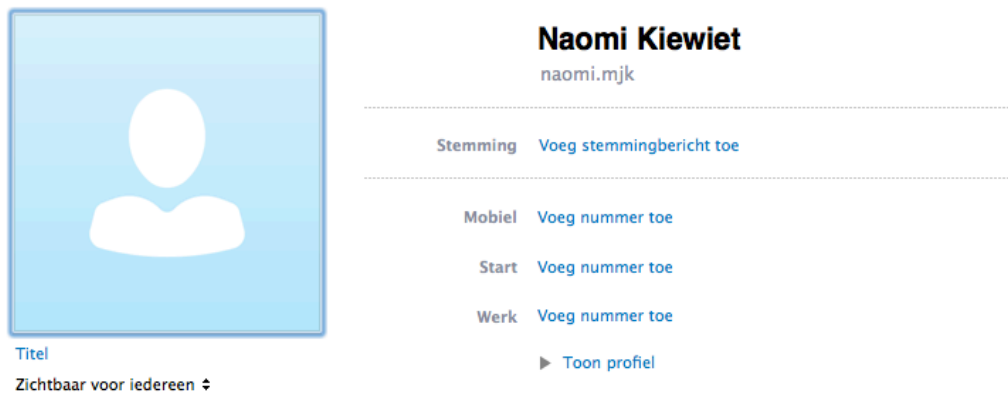 Naomi Kiewiet
naomi.mjk
Stemming Voeg stemmingbericht toe
Mobiel Voeg nummer toe
Start Voeg nummer toe
Werk Voeg nummer toe
Toon profiel
Titel
Zichtbaar voor iedereen